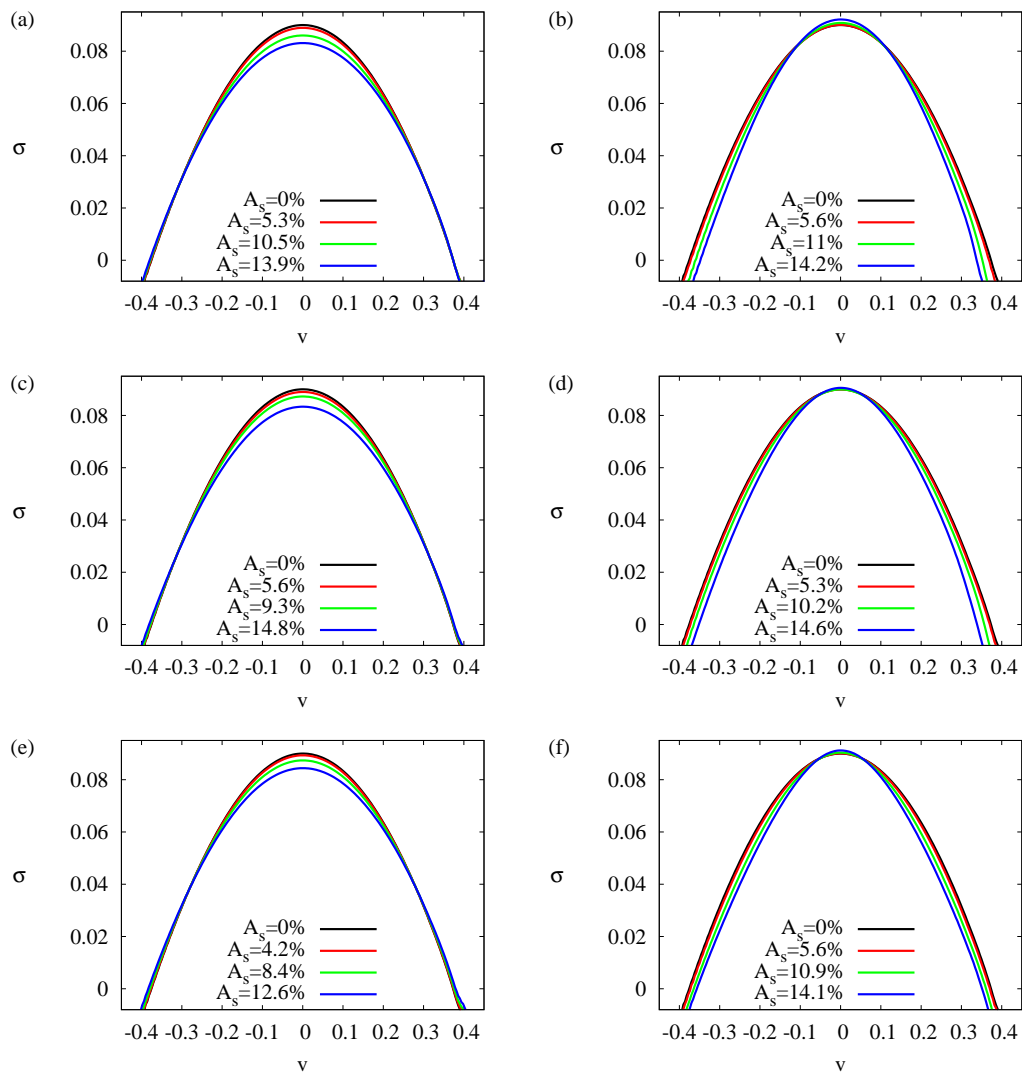 (a)
0.08
0.06
σ
0.04
0.02
0
A_s=0%
A_s=5.3%
A_s=10.5%
A_s=13.9%
-0.4 -0.3 -0.2 -0.1 0 0.1 0.2 0.3 0.4
v
(b)
0.08
0.06
σ
0.04
0.02
0
A_s=0%
A_s=5.6%
A_s=11%
A_s=14.2%
-0.4 -0.3 -0.2 -0.1 0 0.1 0.2 0.3 0.4
v
(c)
0.08
0.06
σ
0.04
0.02
0
A_s=0%
A_s=5.6%
A_s=9.3%
A_s=14.8%
-0.4 -0.3 -0.2 -0.1 0 0.1 0.2 0.3 0.4
v
(d)
0.08
0.06
σ
0.04
0.02
0
A_s=0%
A_s=5.3%
A_s=10.2%
A_s=14.6%
-0.4 -0.3 -0.2 -0.1 0 0.1 0.2 0.3 0.4
v
(e)
0.08
0.06
σ
0.04
0.02
0
A_s=0%
A_s=4.2%
A_s=8.4%
A_s=12.6%
-0.4 -0.3 -0.2 -0.1 0 0.1 0.2 0.3 0.4
v
(f)
0.08
0.06
σ
0.04
0.02
0
A_s=0%
A_s=5.6%
A_s=10.9%
A_s=14.1%
-0.4 -0.3 -0.2 -0.1 0 0.1 0.2 0.3 0.4
v